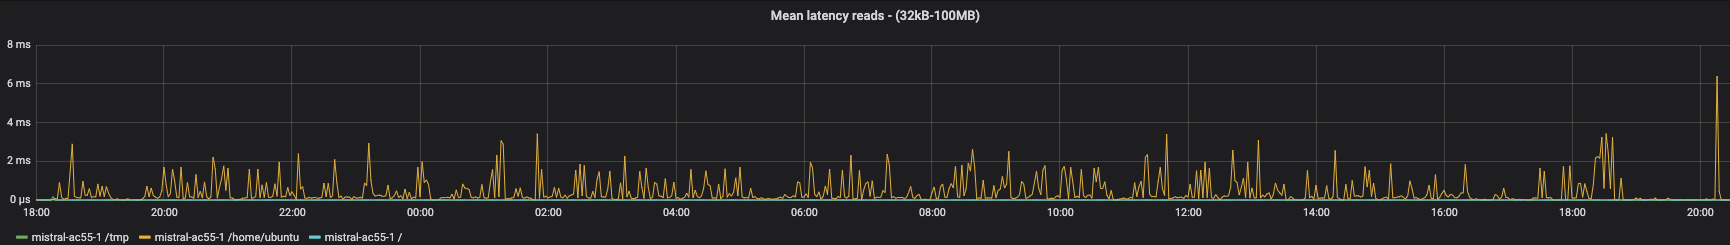 Mean latency reads - (32kB-100MB)
8 ms
6 ms
4 ms
2 ms
0 µs
18:00 20:00 22:00 00:00 02:00 04:00 06:00 08:00 10:00 12:00 14:00 16:00 18:00 20:00
mistral-ac55-1 /tmp mistral-ac55-1 /home/ubuntu mistral-ac55-1 /